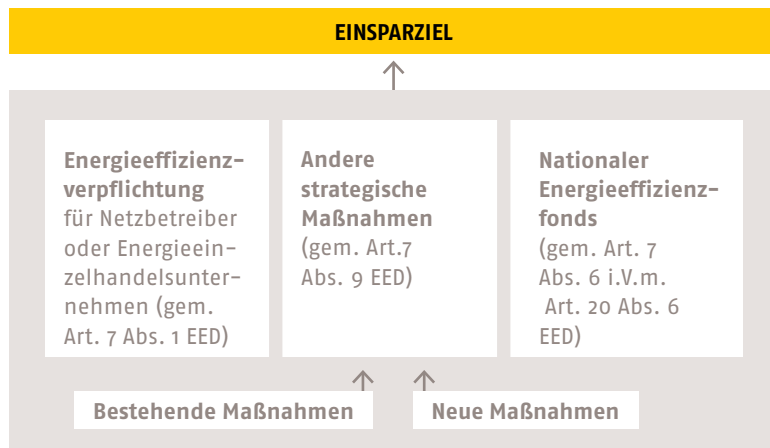 EINSPARZIEL
Energieeffizienz-
verpflichtung
für Netzbetreiber
oder Energieein-
zelhandelsunter-
nehmen (gem.
Art. 7 Abs. 1 EED)
Andere
strategische
Maßnahmen
(gem. Art.7
Abs. 9 EED)
Nationaler
Energieeffizienz-
fonds
(gem. Art. 7
Abs. 6 i.V.m.
Art. 20 Abs. 6
EED)
Bestehende Maßnahmen
Neue Maßnahmen